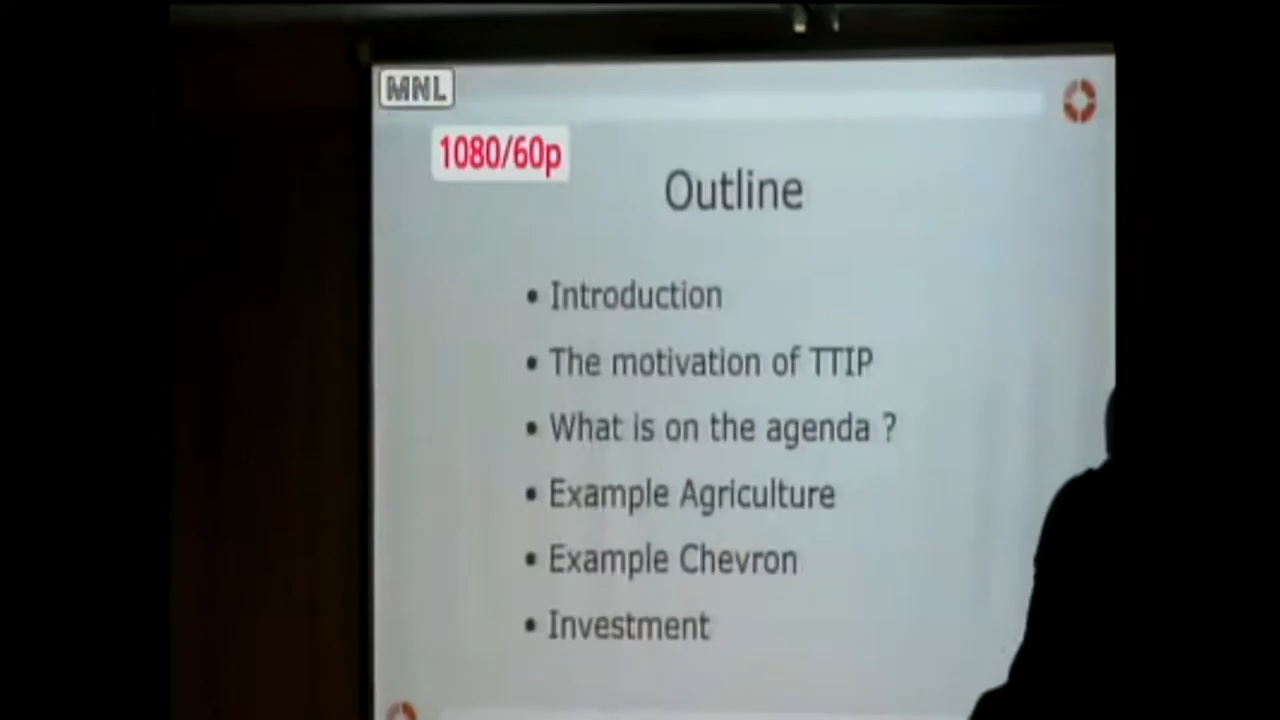 MNL
1080/60p
Outline
• Introduction
• The motivation of TTIP
• What is on the agenda ?
• Example Agriculture
• Example Chevron
• Investment